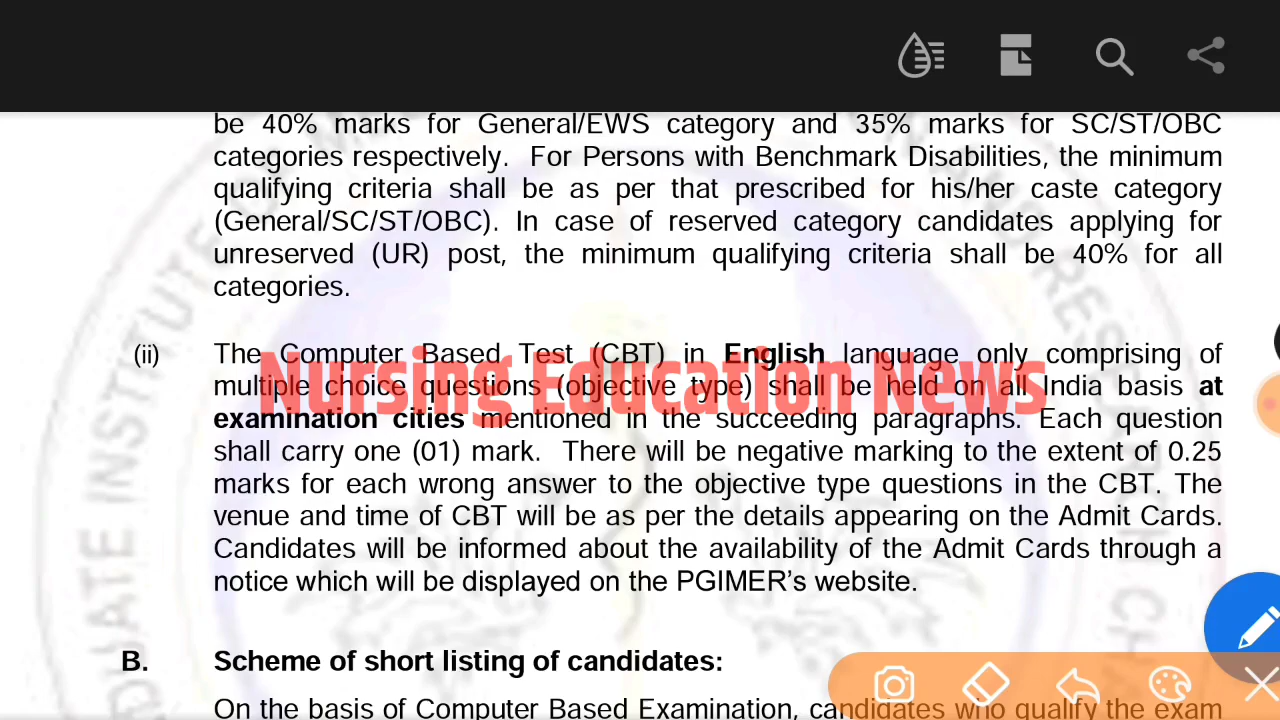 be 40% marks for General/EWS category and 35% marks for SC/ST/OBC
categories respectively. For Persons with Benchmark Disabilities, the minimum
qualifying criteria shall be as per that prescribed for his/her caste category
(General/SC/ST/OBC). In case of reserved category candidates applying for
unreserved (UR) post, the minimum qualifying criteria shall be 40% for all
categories.
(ii) The Computer Based Test (CBT) in English language only comprising of
multiple choice questions (objective type) shall be held on all India basis at
Nursing Education News
examination cities mentioned in the succeeding paragraphs. Each question
shall carry one (01) mark. There will be negative marking to the extent of 0.25
marks for each wrong answer to the objective type questions in the CBT. The
venue and time of CBT will be as per the details appearing on the Admit Cards.
Candidates will be informed about the availability of the Admit Cards through a
notice which will be displayed on the PGIMER's website.
B. Scheme of short listing of candidates:
On the basis of Computer Based Examination, candidates who qualify the exam